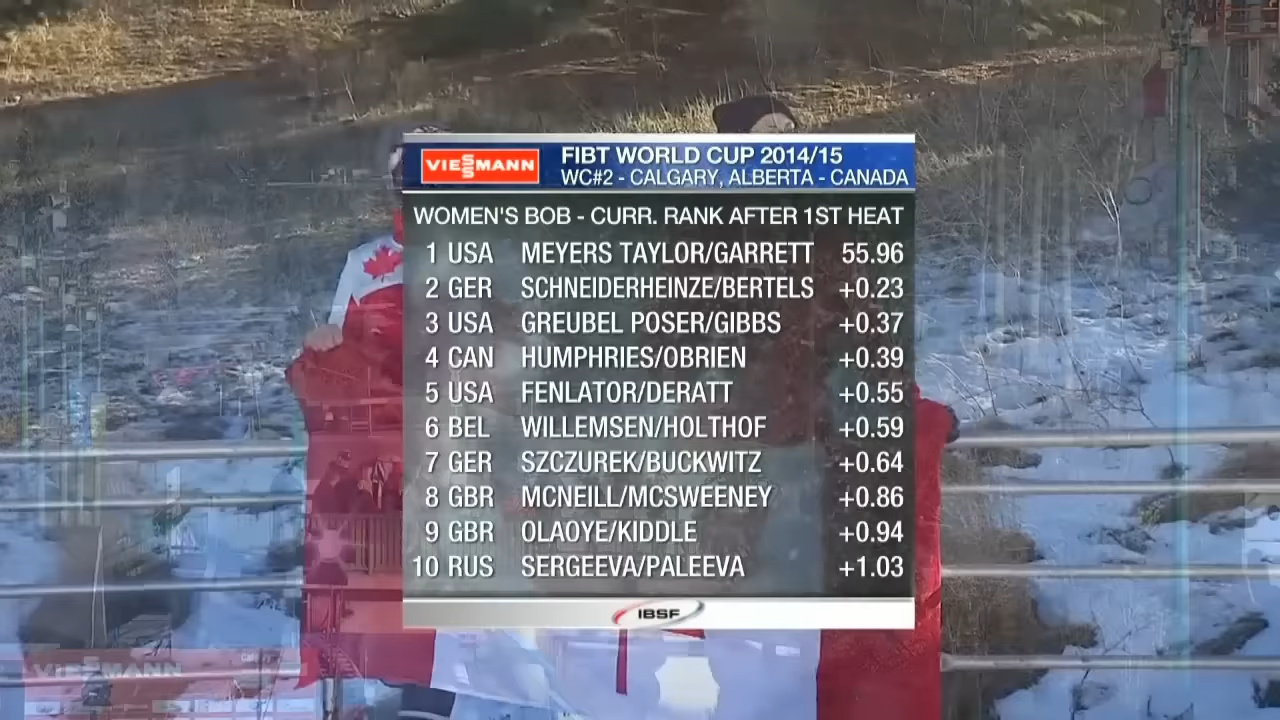 VIESSMANN
FIBT WORLD CUP 2014/15
WC#2 - CALGARY, ALBERTA - CANADA
WOMEN'S BOB - CURR. RANK AFTER 1ST HEAT
1 USA MEYERS TAYLOR/GARRETT 55.96
2 GER SCHNEIDERHEINZE/BERTELS +0.23
3 USA GREUBEL POSER/GIBBS +0.37
4 CAN HUMPHRIES/OBRIEN +0.39
5 USA FENLATOR/DERATT +0.55
6 BEL WILLEMSEN/HOLTHOF +0.59
7 GER SZCZUREK/BUCKWITZ +0.64
8 GBR MCNEILL/MCSWEENEY +0.86
9 GBR OLAOYE/KIDDLE +0.94
10 RUS SERGEEVA/PALEEVA +1.03
IBSF
VIESSMANN